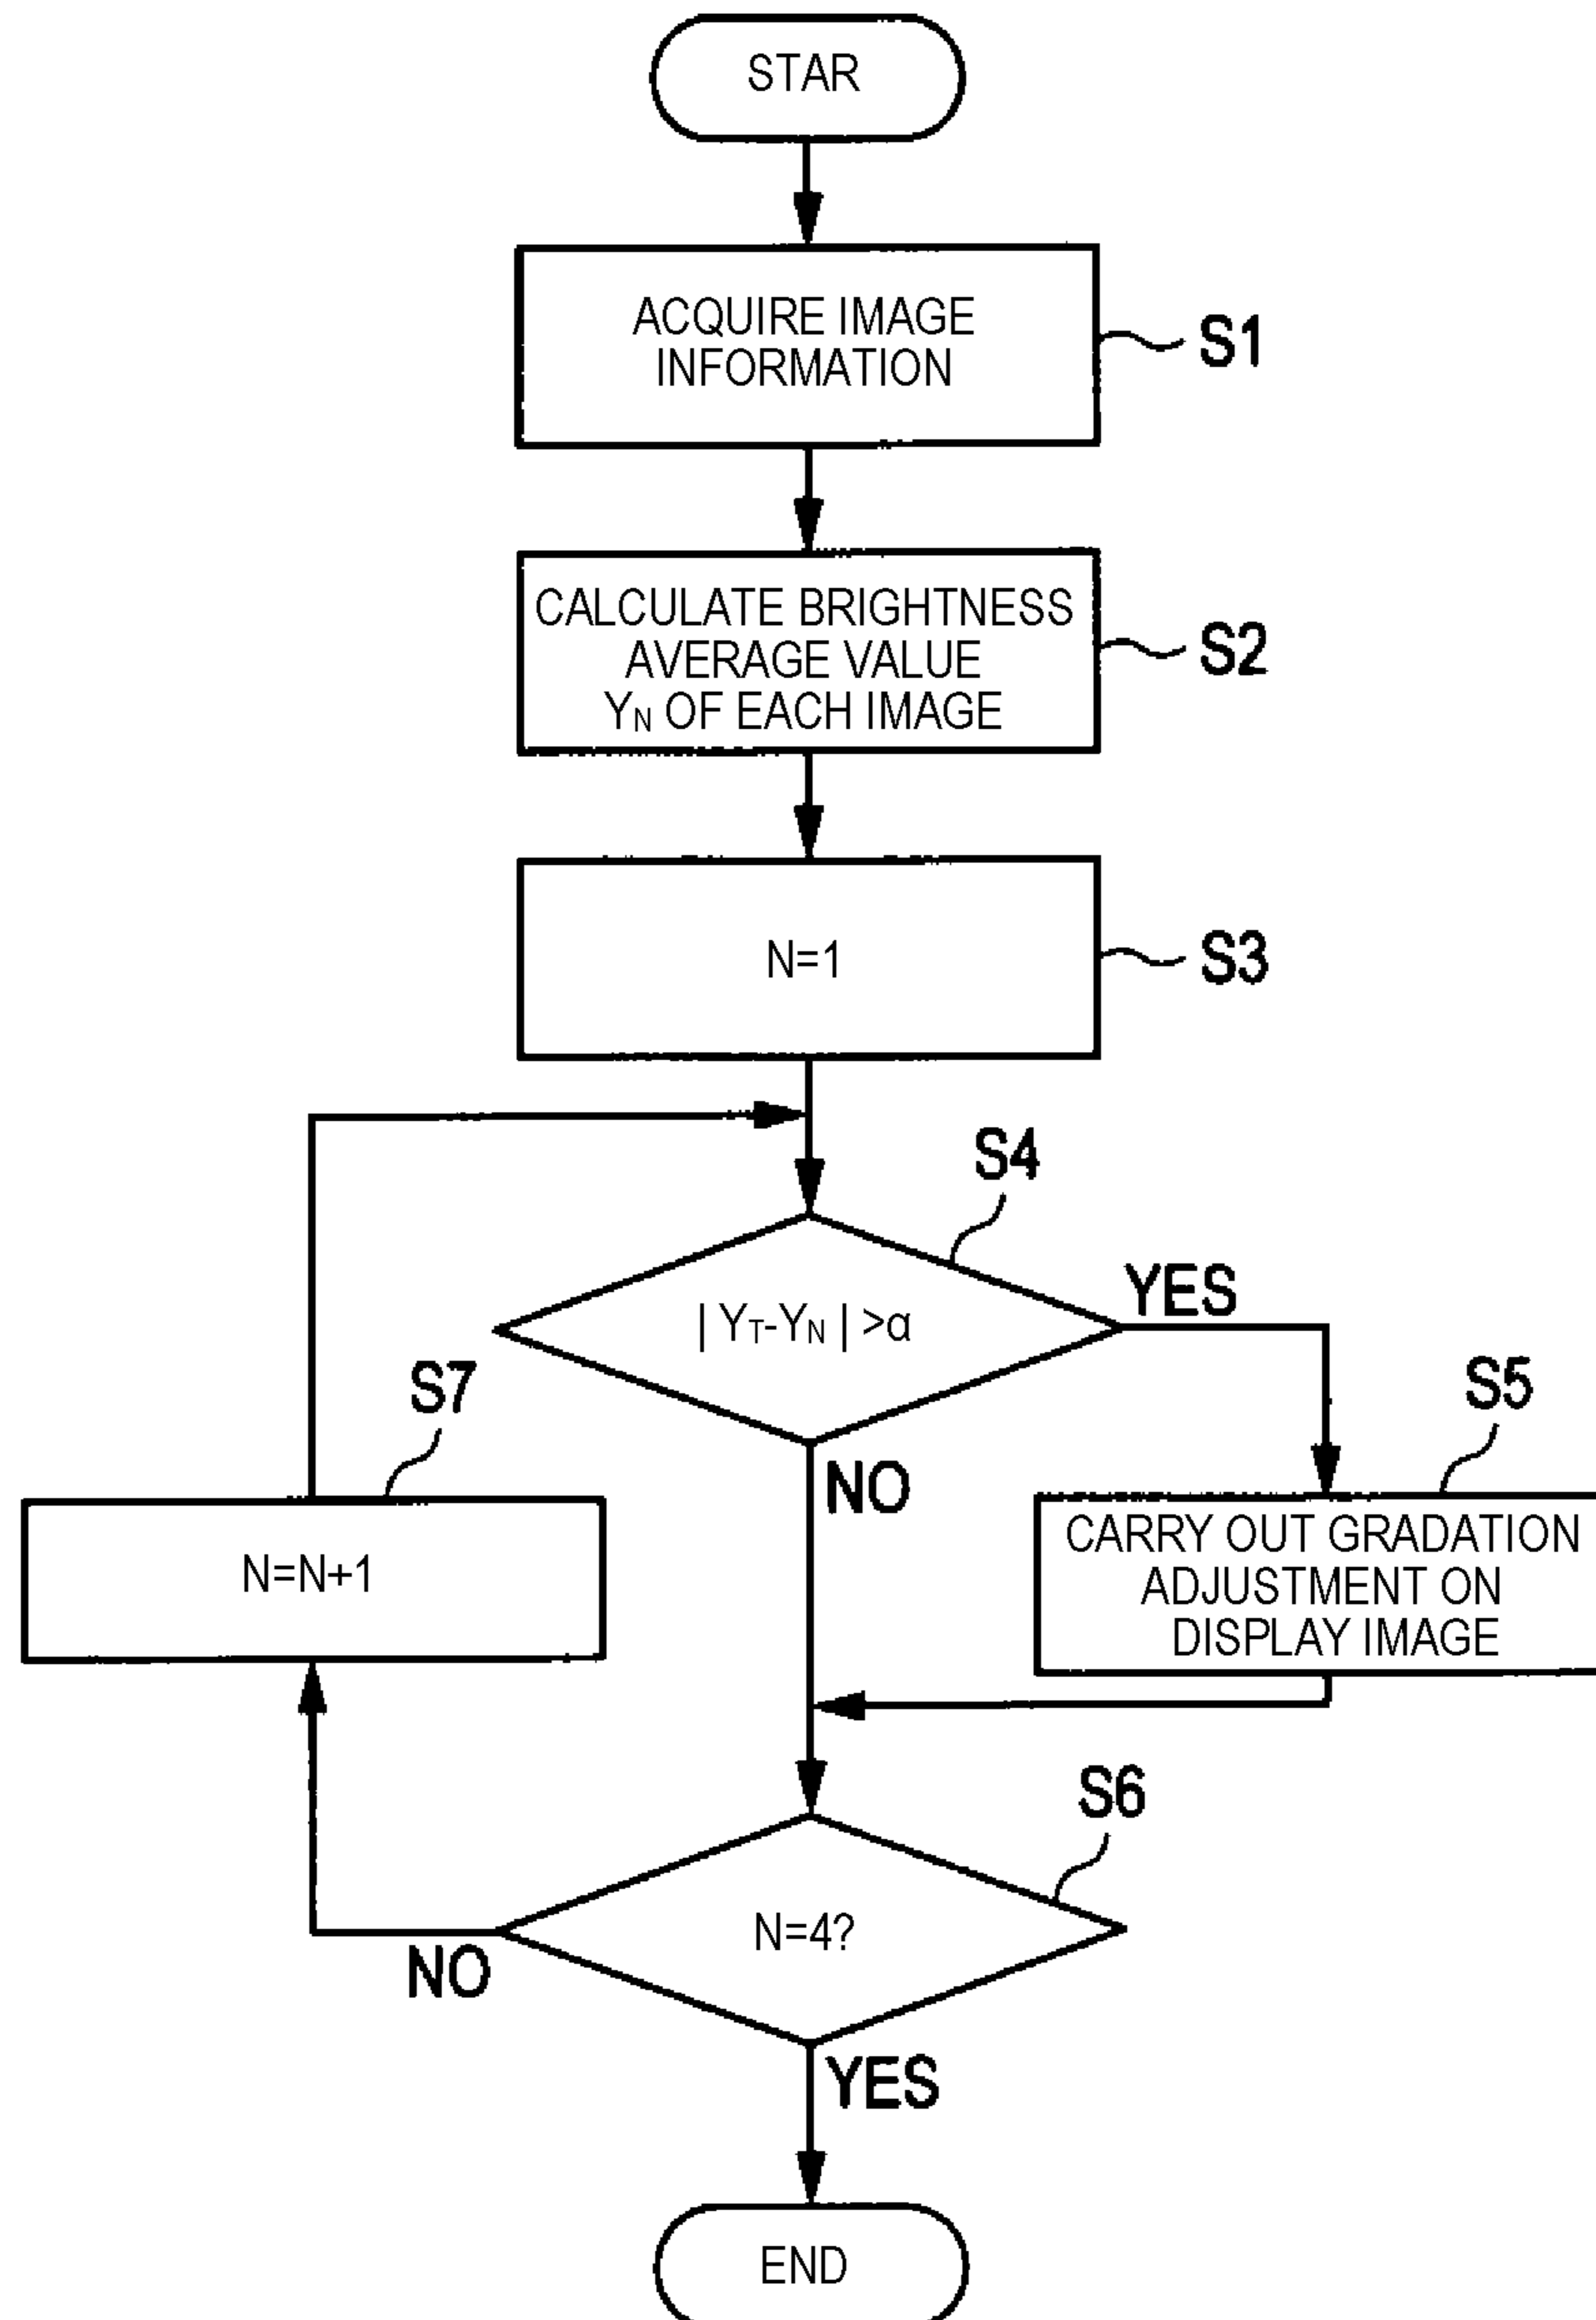 STAR
ACQUIRE IMAGE
INFORMATION
S1
CALCULATE BRIGHTNESS
AVERAGE VALUE
YN OF EACH IMAGE
S2
N=1
S3
S4
| YT-YN | >α
YES
NO
S5
CARRY OUT GRADATION
ADJUSTMENT ON
DISPLAY IMAGE
S7
N=N+1
S6
N=4?
NO
YES
END